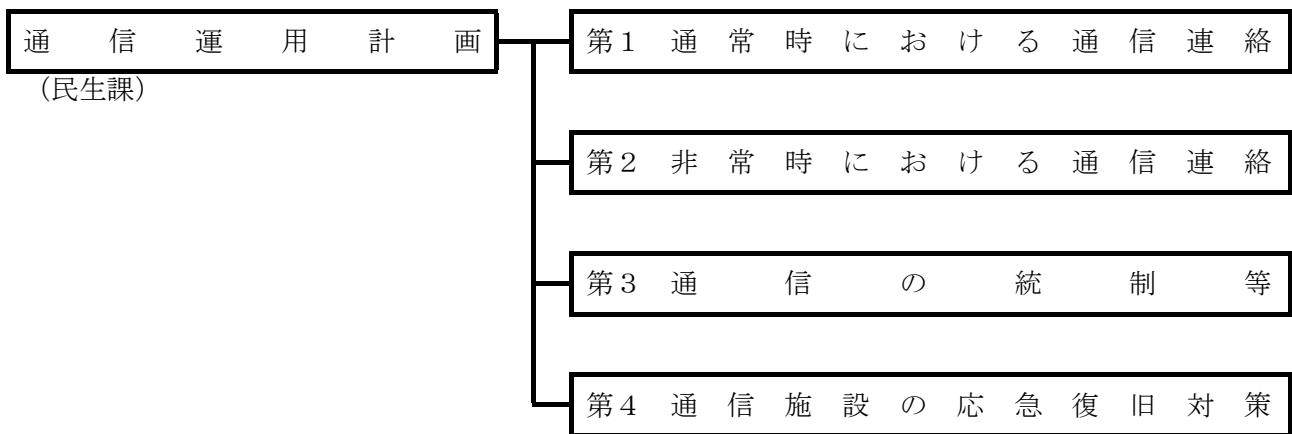 通信運用計画
（民生課）
第１ 通常時における通信連絡
第２ 非常時における通信連絡
第３ 通信の統制等
第４ 通信施設の応急復旧対策